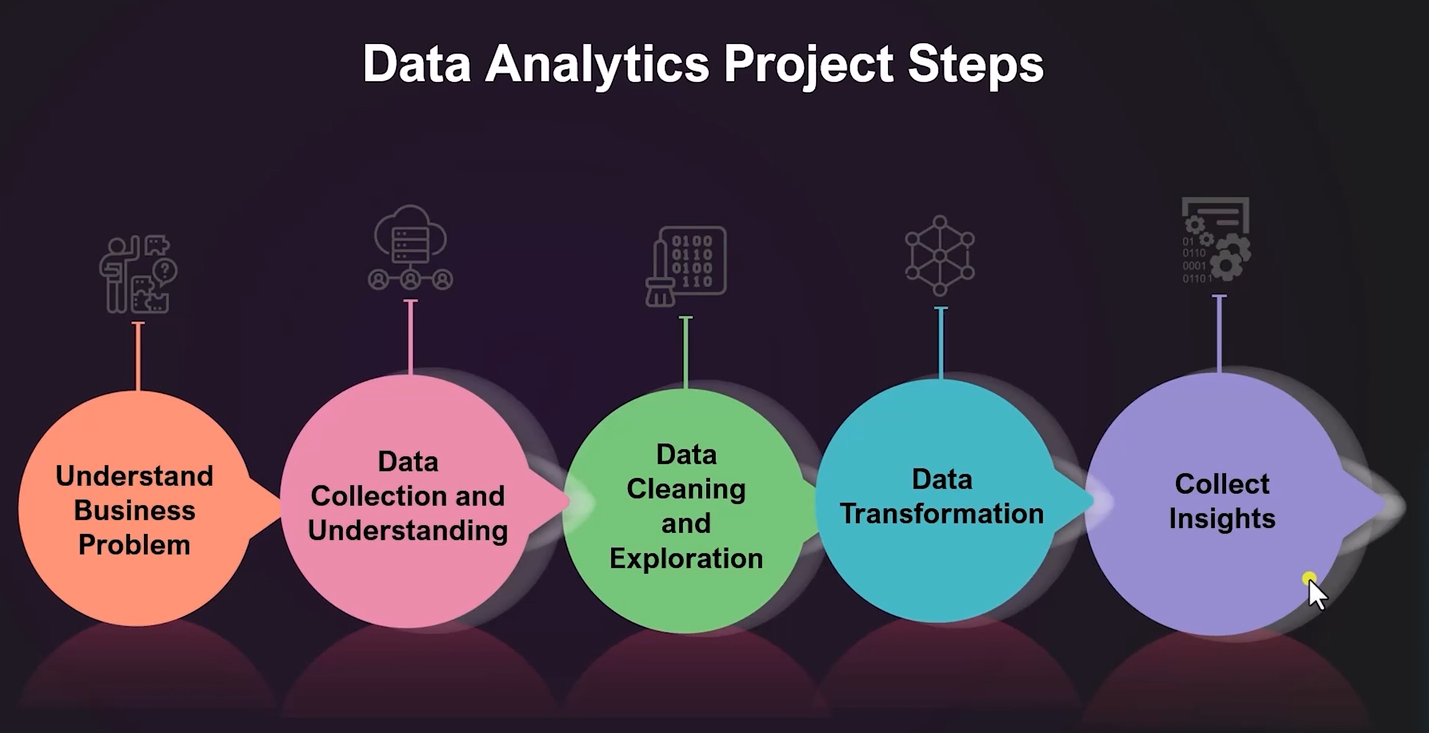 Data Analytics Project Steps
0100
0110
0100
110
01
0110
0001
01101
Understand
Business
Problem
Data
Collection and
Understanding
Data
Cleaning
and
Exploration
Data
Transformation
Collect
Insights